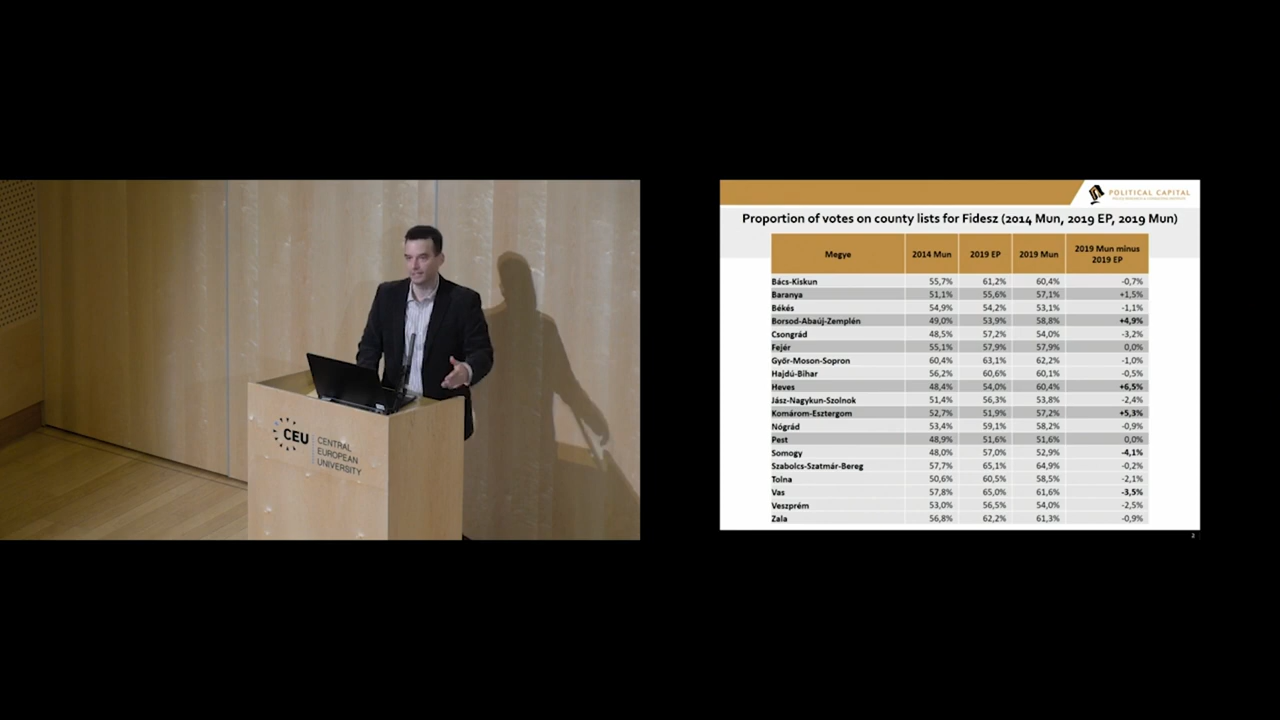 CEU
CENTRAL
EUROPEAN
UNIVERSITY
POLITICAL CAPITAL
Proportion of votes on county lists for Fidesz (2014 Mun, 2019 EP, 2019 Mun)
Megye 2014 Mun 2019 EP 2019 Mun 2019 Mun minus 2019 EP
Bács-Kiskun 55,7% 61,2% 60,4% -0,7%
Baranya 51,1% 55,6% 57,1% +1,5%
Békés 54,9% 54,2% 53,1% -1,1%
Borsod-Abaúj-Zemplén 49,0% 53,9% 58,8% +4,9%
Csongrád 48,5% 57,2% 54,0% -3,2%
Fejér 55,1% 57,9% 57,9% 0,0%
Győr-Moson-Sopron 60,4% 63,1% 62,2% -1,0%
Hajdú-Bihar 56,2% 60,6% 60,1% -0,5%
Heves 48,4% 54,0% 60,4% +6,5%
Jász-Nagykun-Szolnok 51,4% 56,3% 53,8% -2,4%
Komárom-Esztergom 52,7% 51,9% 57,2% +5,3%
Nógrád 53,4% 59,1% 58,2% -0,9%
Pest 48,9% 51,6% 51,6% 0,0%
Somogy 48,0% 57,0% 52,9% -4,1%
Szabolcs-Szatmár-Bereg 57,7% 65,1% 64,9% -0,2%
Tolna 50,6% 60,5% 58,5% -2,1%
Vas 57,8% 65,0% 61,6% -3,5%
Veszprém 53,0% 56,5% 54,0% -2,5%
Zala 56,8% 62,2% 61,3% -0,9%
2